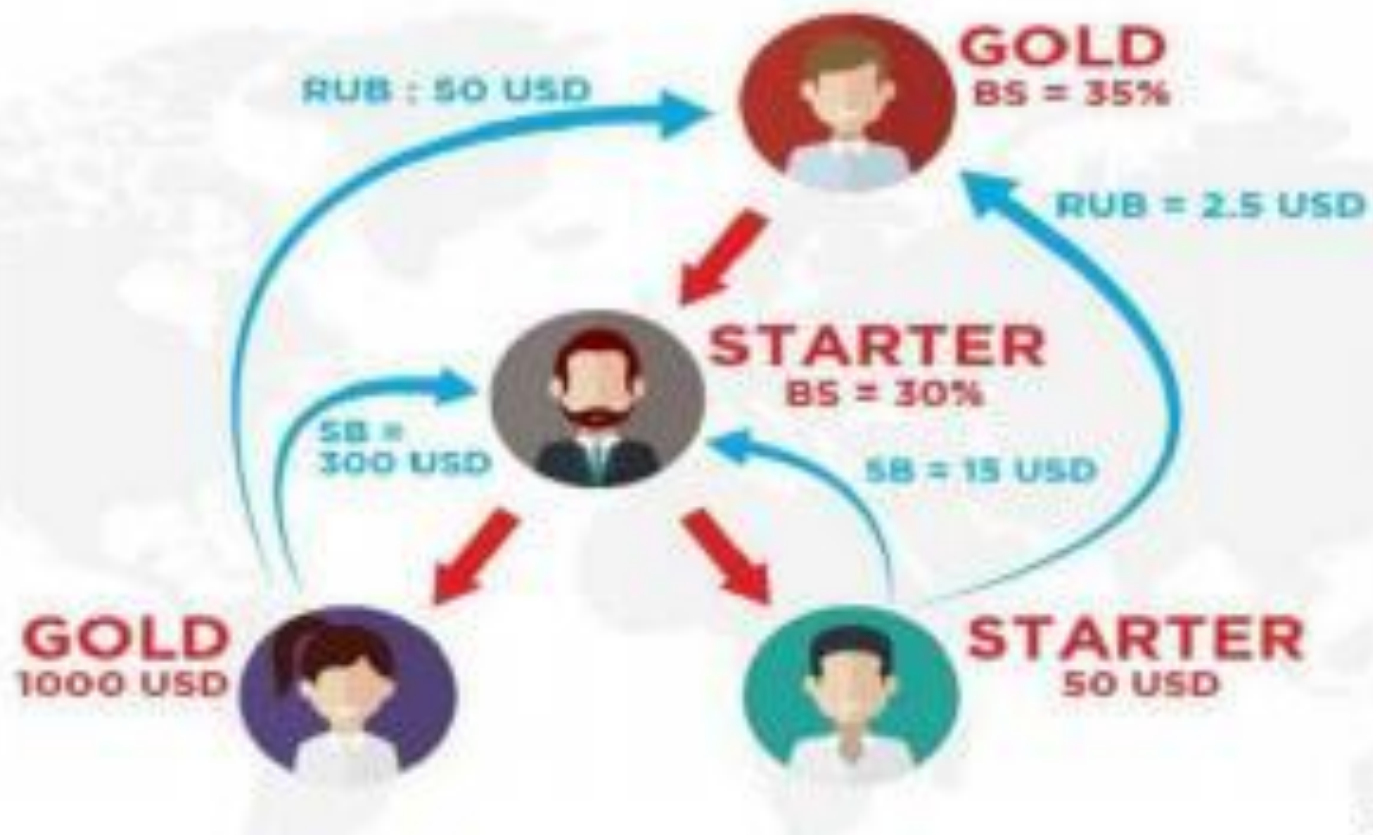 GOLD
BS = 35%
RUB : 50 USD
RUB = 2.5 USD
STARTER
BS = 30%
SB =
300 USD
SB = 15 USD
GOLD
1000 USD
STARTER
50 USD